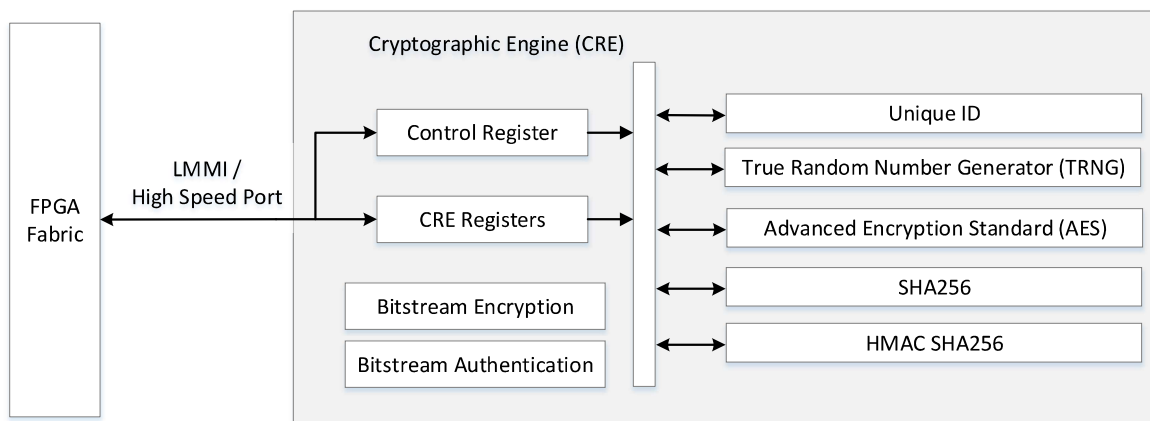 Cryptographic Engine (CRE)
FPGA
Fabric
LMMI /
High Speed Port
Control Register
CRE Registers
Bitstream Encryption
Bitstream Authentication
Unique ID
True Random Number Generator (TRNG)
Advanced Encryption Standard (AES)
SHA256
HMAC SHA256